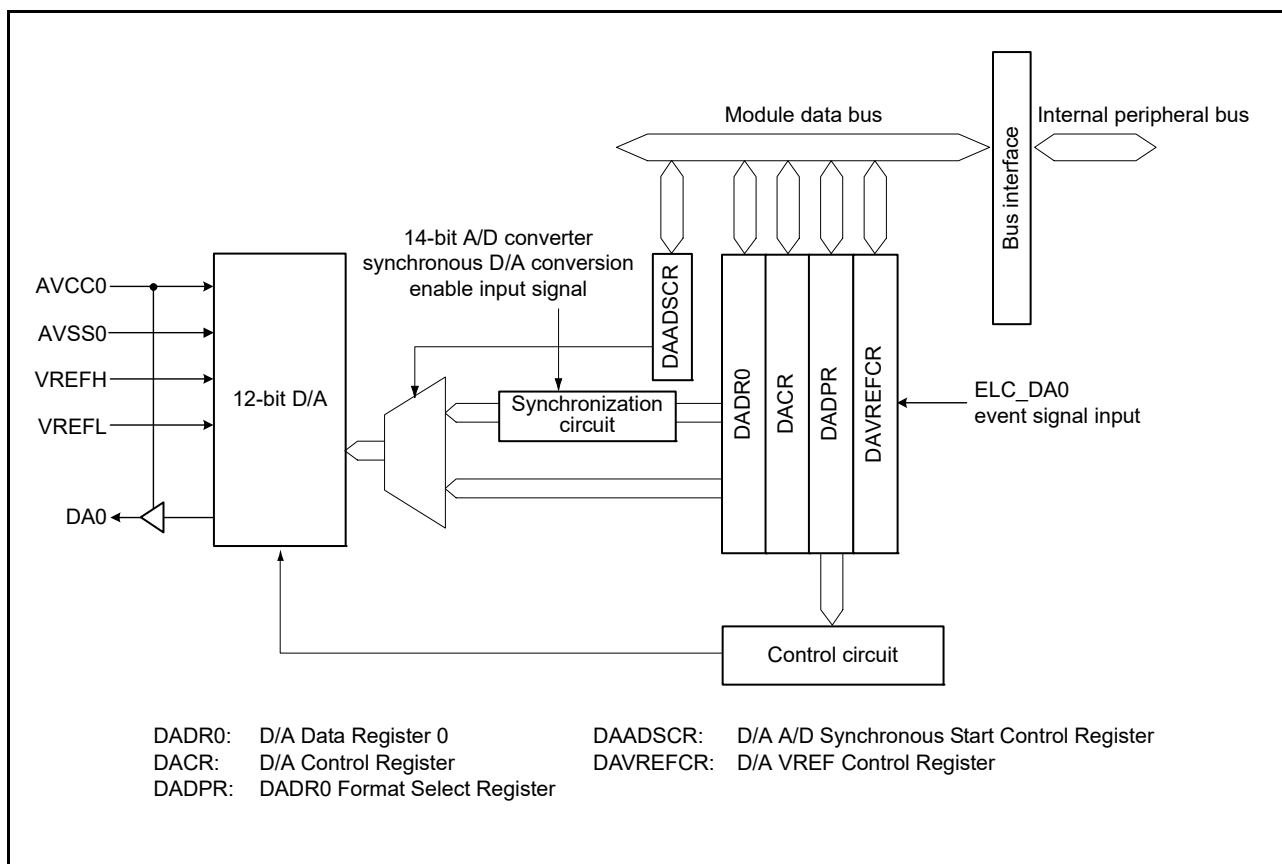 Module data bus
Internal peripheral bus
Bus interface
14-bit A/D converter
synchronous D/A conversion
enable input signal
DAADSCR
AVCC0
AVSS0
VREFH
VREFL
DA0
12-bit D/A
Synchronization
circuit
DADR0
DACR
DADPR
DAVREFCR
ELC_DA0
event signal input
Control circuit
DADR0: D/A Data Register 0
DACR: D/A Control Register
DADPR: DADR0 Format Select Register
DAADSCR: D/A A/D Synchronous Start Control Register
DAVREFCR: D/A VREF Control Register